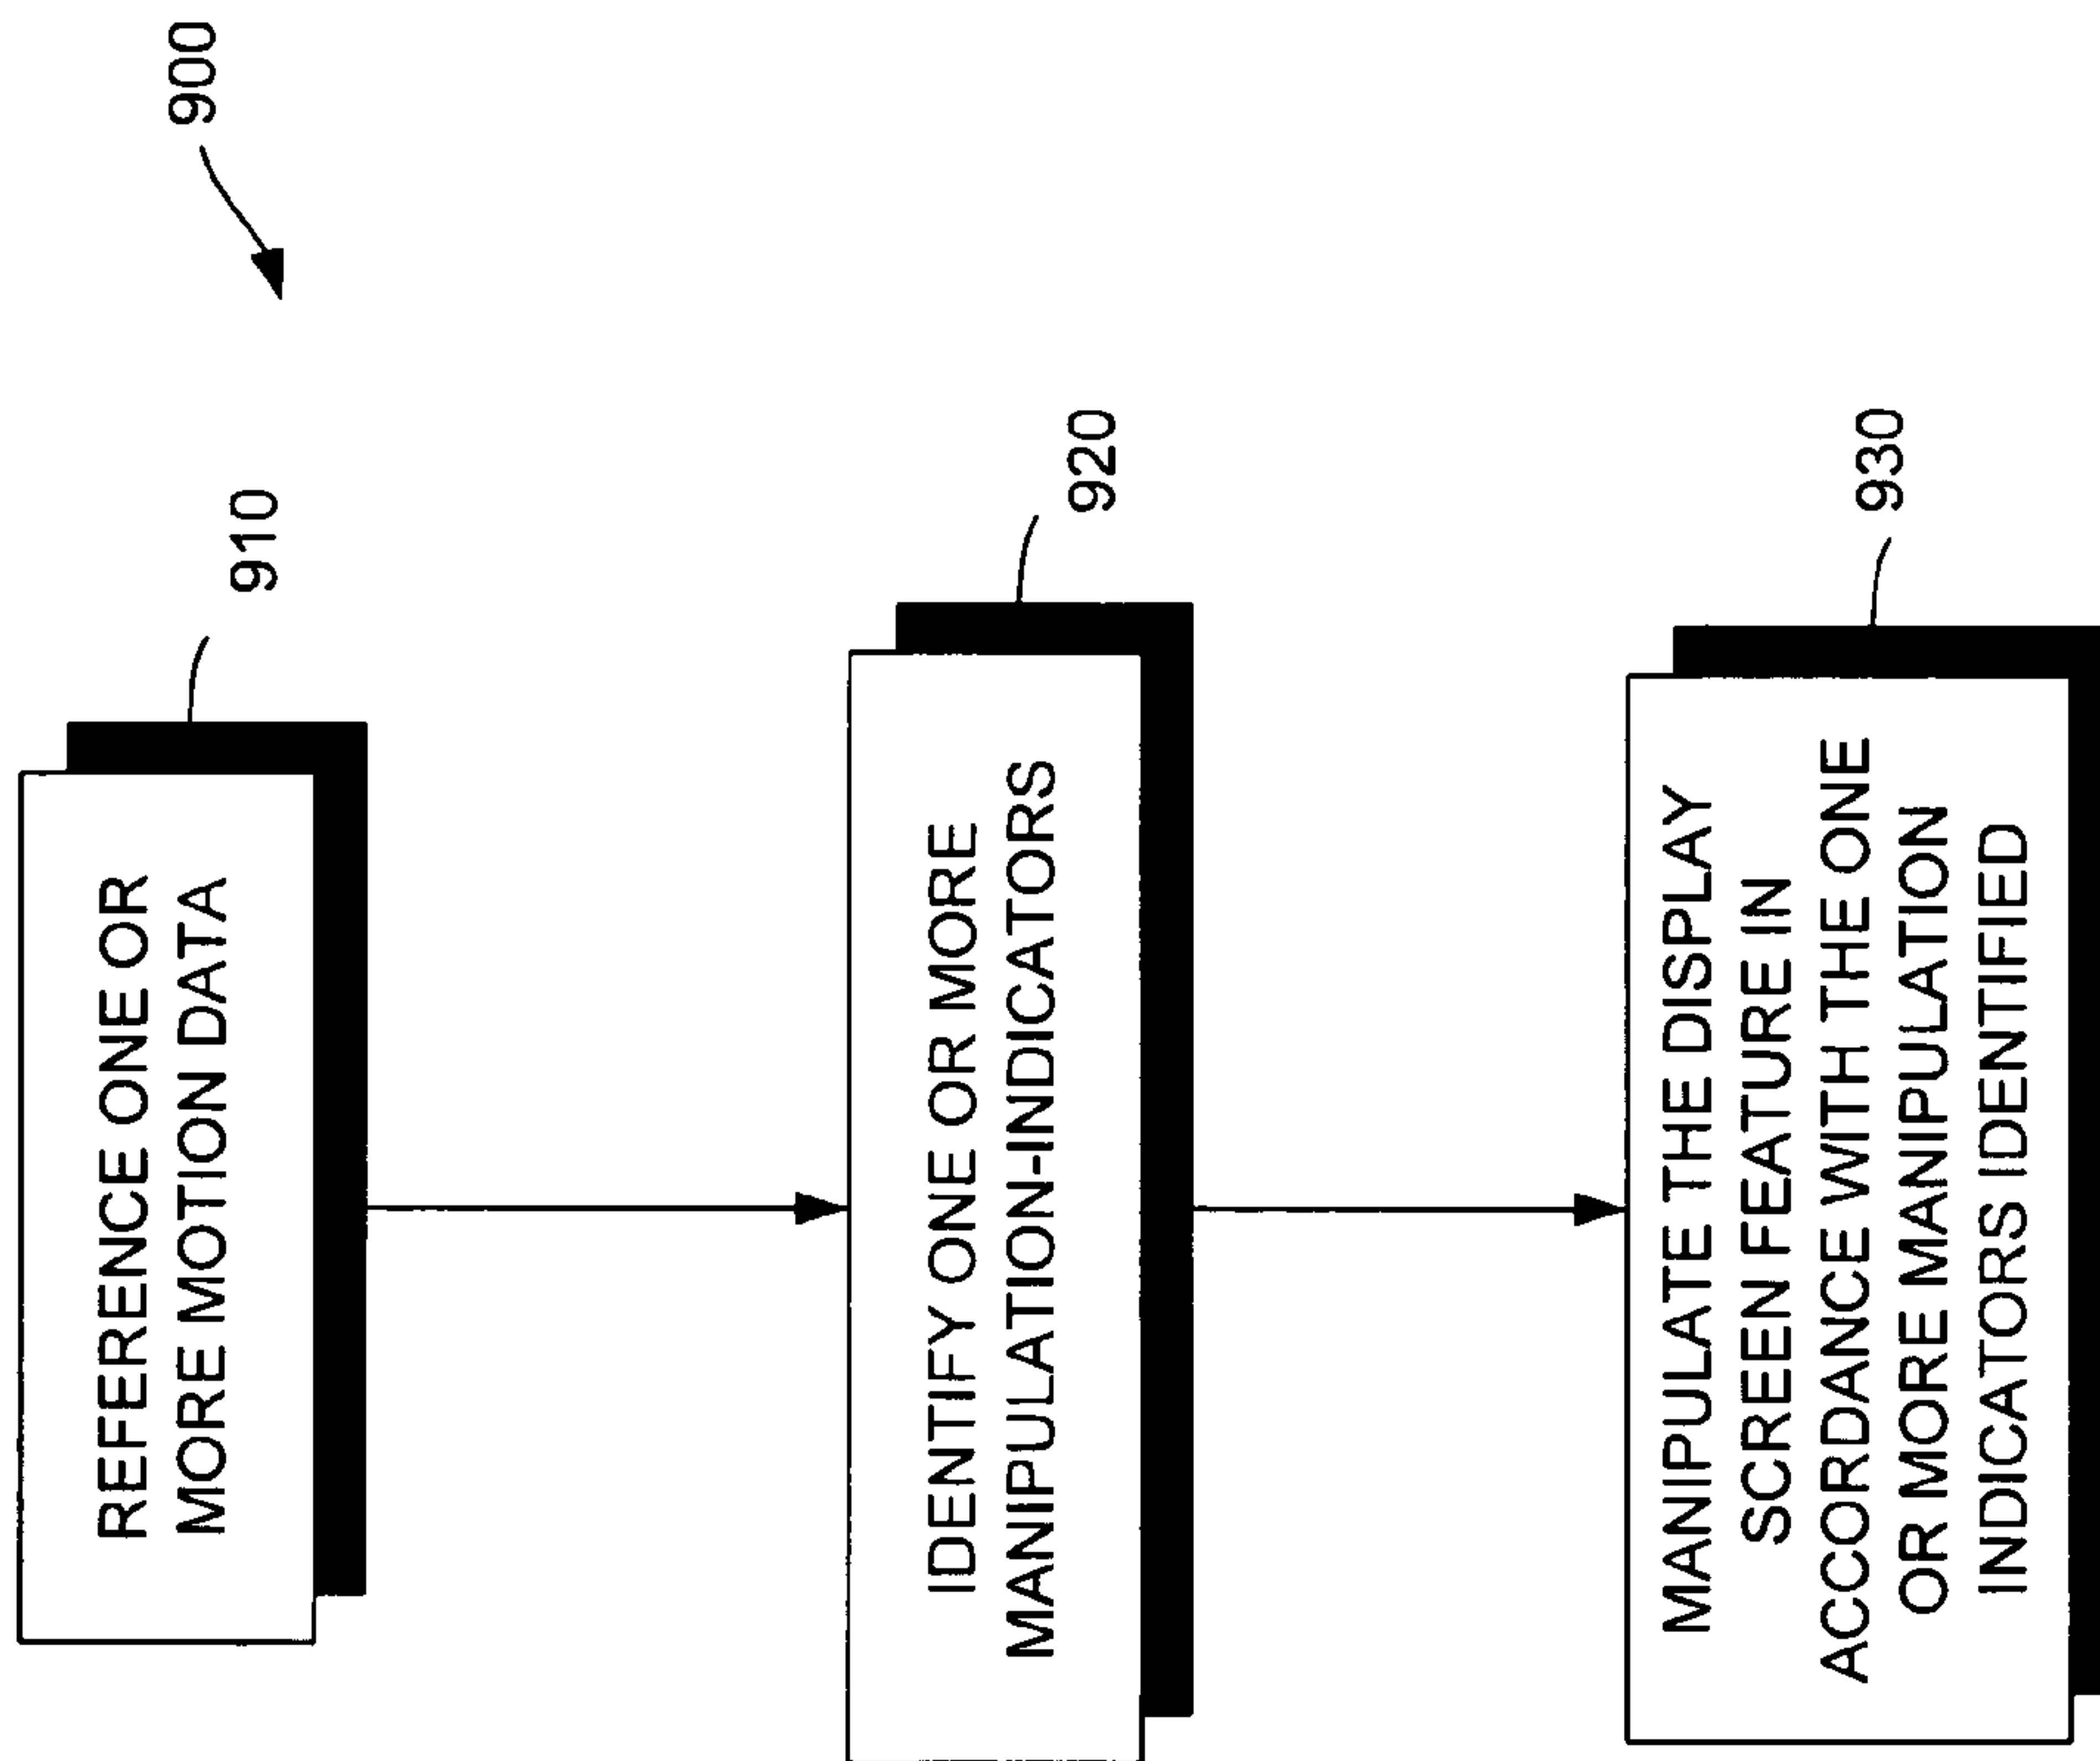 900
910
REFERENCE ONE OR
MORE MOTION DATA
920
IDENTIFY ONE OR MORE
MANIPULATION-INDICATORS
930
MANIPULATE THE DISPLAY
SCREEN FEATURE IN
ACCORDANCE WITH THE ONE
OR MORE MANIPULATION
INDICATORS IDENTIFIED